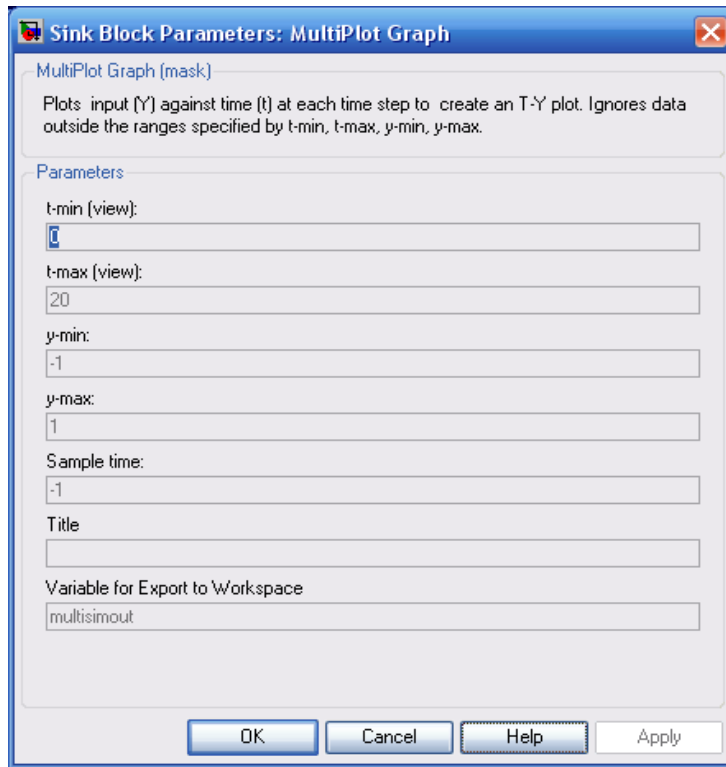 Sink Block Parameters: MultiPlot Graph
MultiPlot Graph (mask)
Plots input (Y) against time (t) at each time step to create an T-Y plot. Ignores data
outside the ranges specified by t-min, t-max, y-min, y-max.
Parameters
t-min (view):
0
t-max (view):
20
y-min:
-1
y-max:
1
Sample time:
-1
Title
Variable for Export to Workspace
multisimout
OK Cancel Help Apply